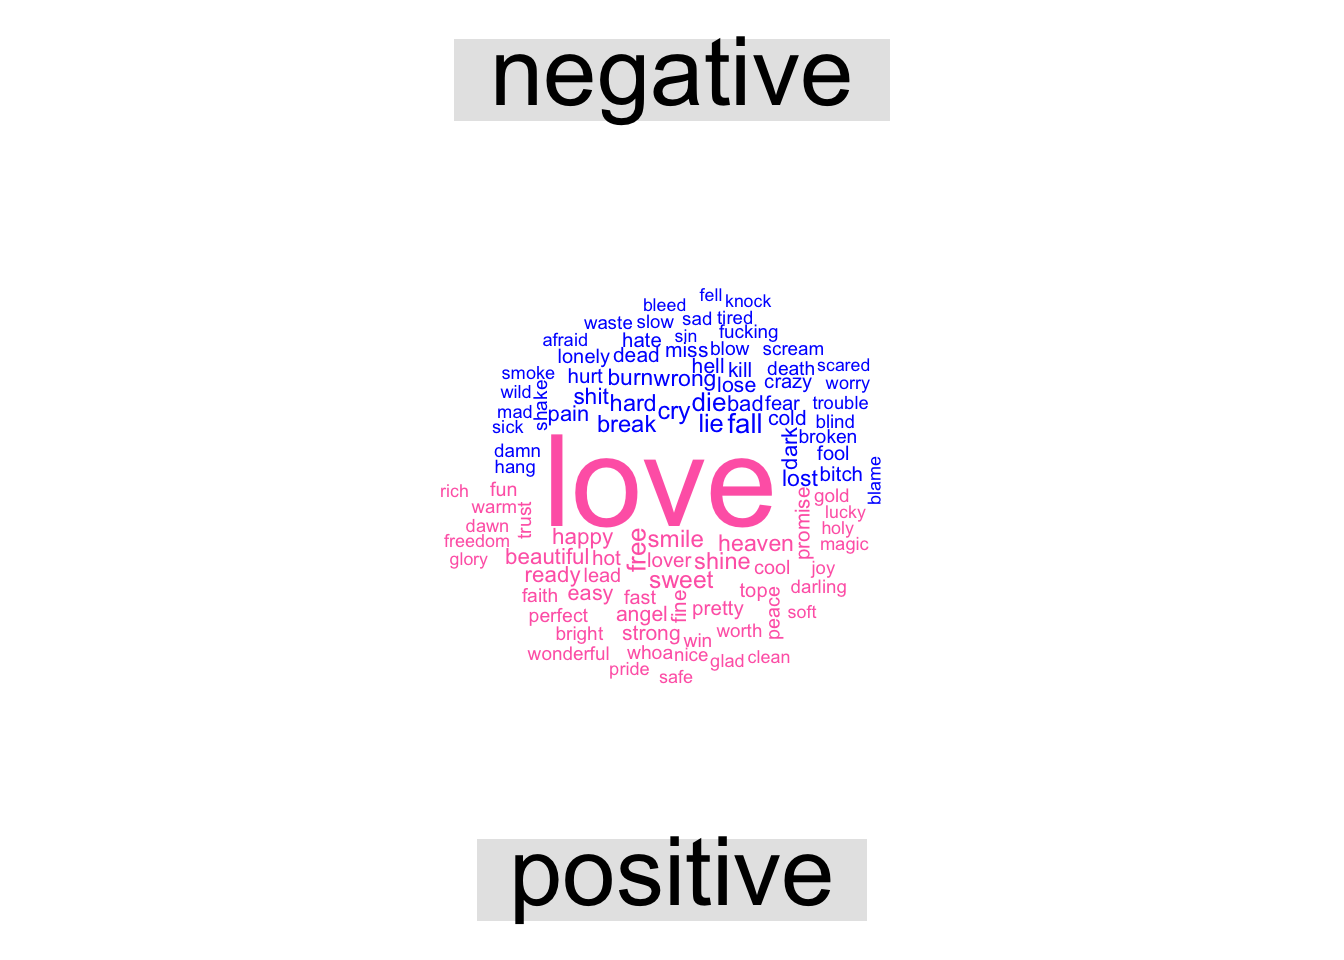 negative
fell
bleed
knock
waste slow sad tired
afraid hate sin fucking
lonely dead miss blow scream
smoke hurt burn wrong hell kill death scared
wild shake shit hard cry die lose crazy worry
mad pain break lie bad fear trouble
sick fall cold blind
damn dark broken
hang fool
lost bitch blame
love
rich fun promise gold
warm trust lucky
dawn holy
freedom happy free smile heaven magic
glory beautiful hot lover shine cool joy
ready lead sweet darling
faith easy fast fine tope
perfect angel pretty peace soft
bright strong win worth
wonderful whoa nice glad clean
pride safe
positive